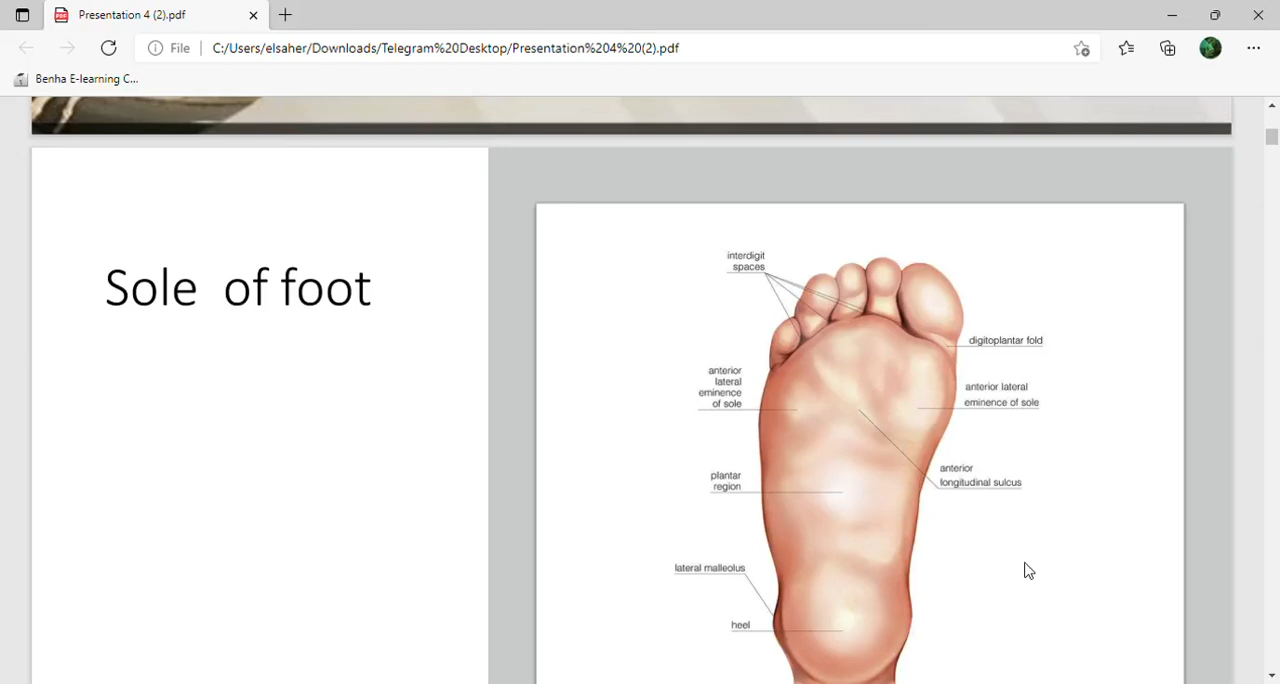 Presentation 4 (2).pdf
File
C:/Users/elsaher/Downloads/Telegram%20Desktop/Presentation%204%20(2).pdf
Benha E-learning C...
Sole of foot
interdigit
spaces
digitoplantar fold
anterior
lateral
eminence
of sole
anterior lateral
eminence of sole
plantar
region
anterior
longitudinal sulcus
lateral malleolus
heel